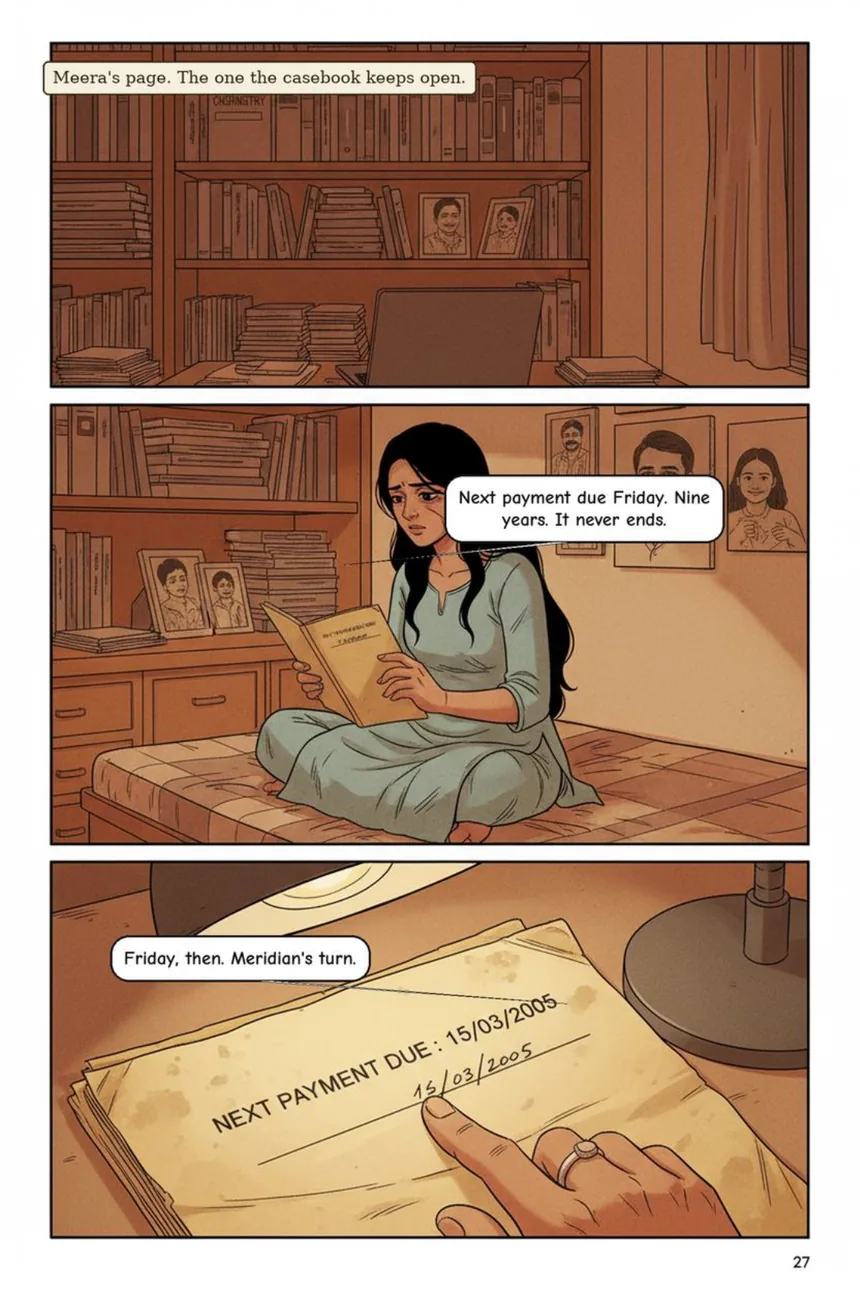 Meera's page. The one the casebook keeps open.
Next payment due Friday. Nine
years. It never ends.
Friday, then. Meridian's turn.
NEXT PAYMENT DUE : 15/03/2005
15/03/2005
27